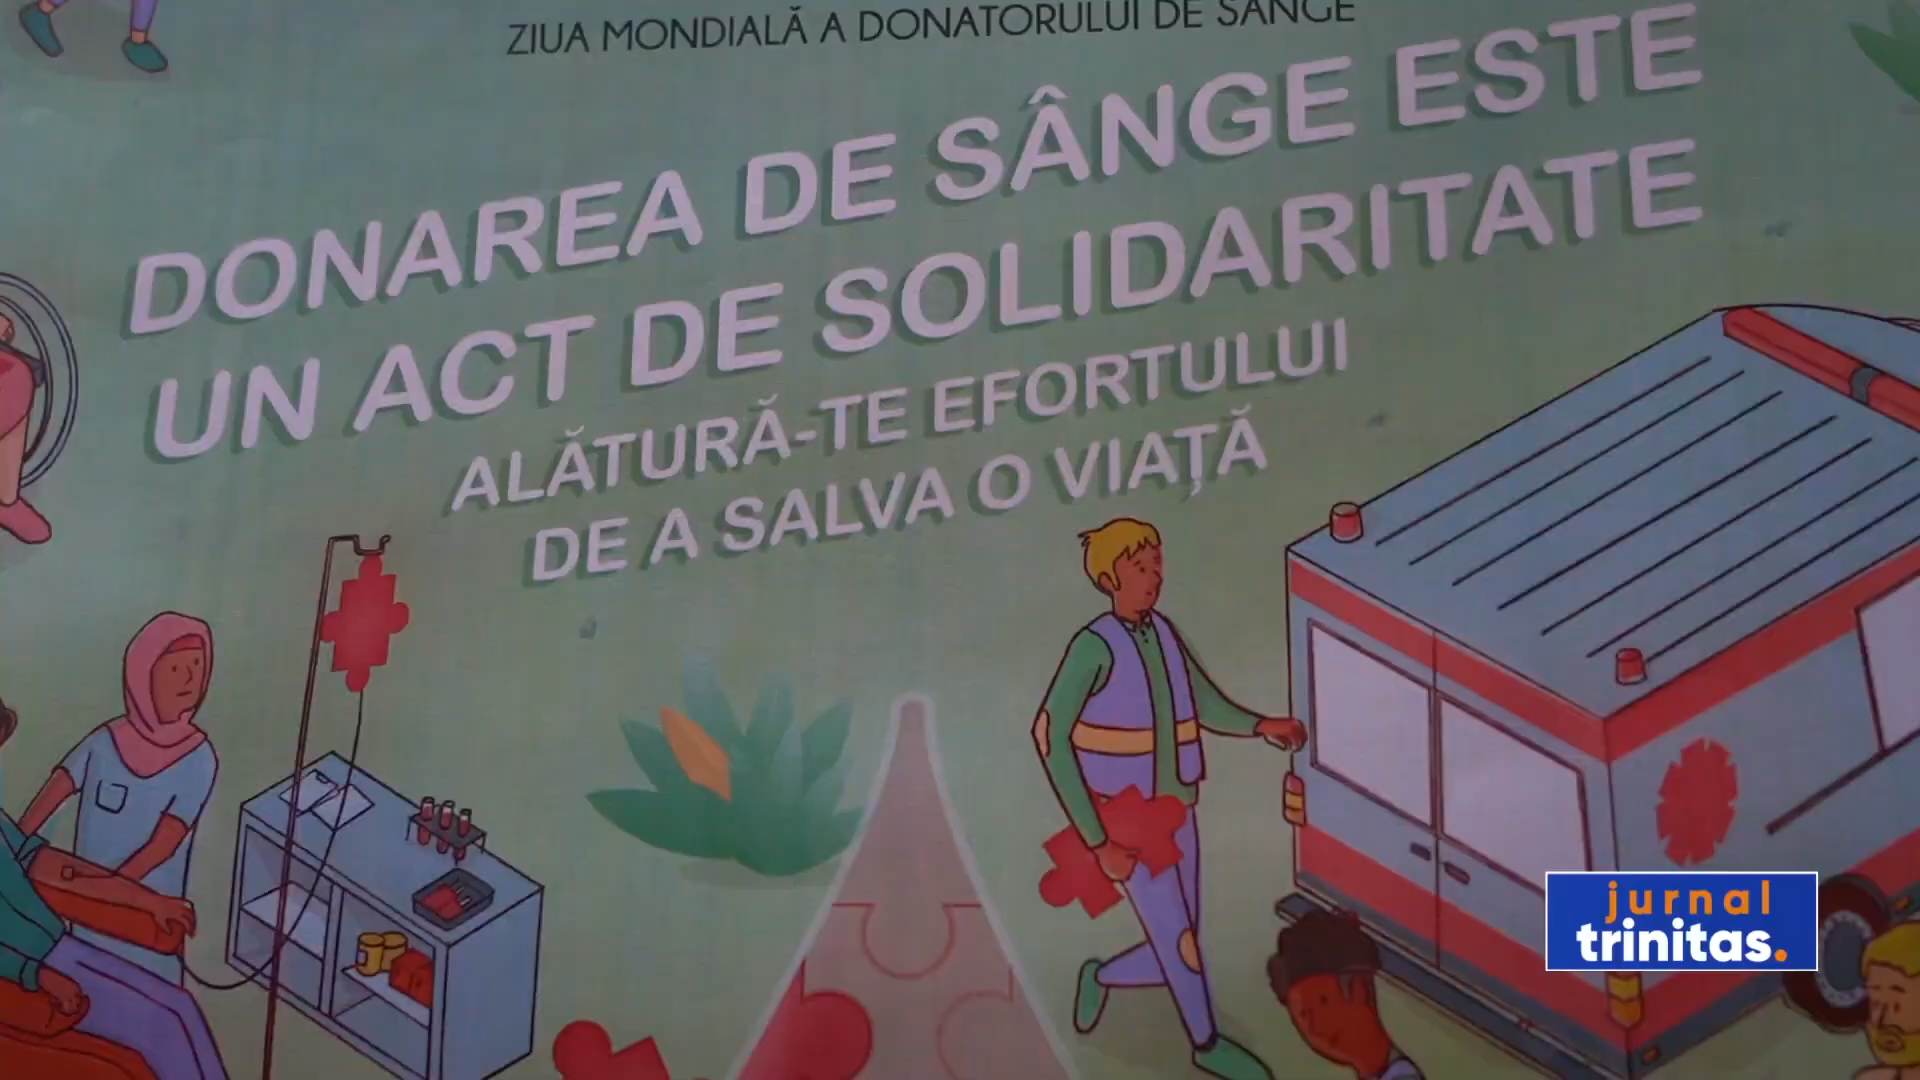 ZIUA MONDIALĂ A DONATORULUI DE SÂNGE
DONAREA DE SÂNGE ESTE
UN ACT DE SOLIDARITATE
ALĂTURĂ-TE EFORTULUI
DE A SALVA O VIAȚĂ
jurnal
trinitas.